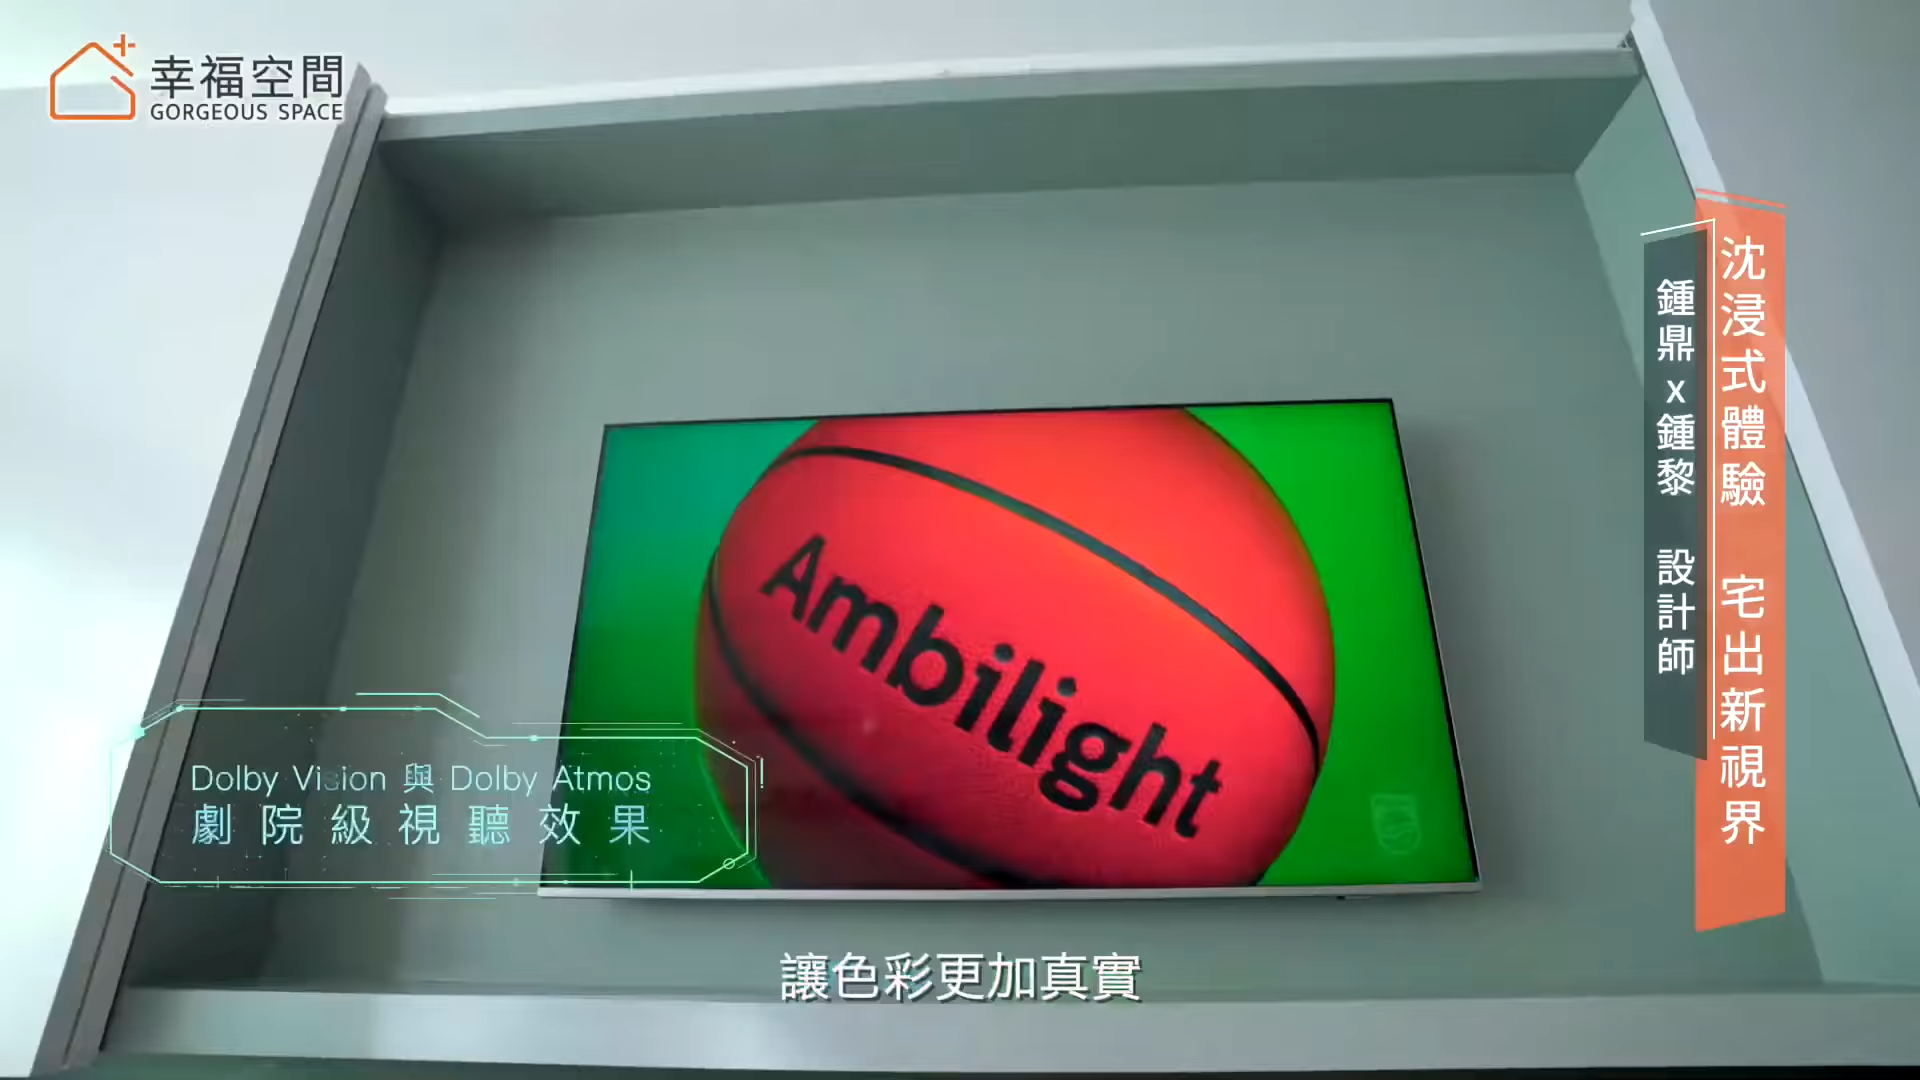 幸福空間
GORGEOUS SPACE
沈浸式體驗 宅出新視界
鍾鼎x鍾黎 設計師
Ambilight
Dolby Vision 與 Dolby Atmos
劇院級視聽效果
讓色彩更加真實